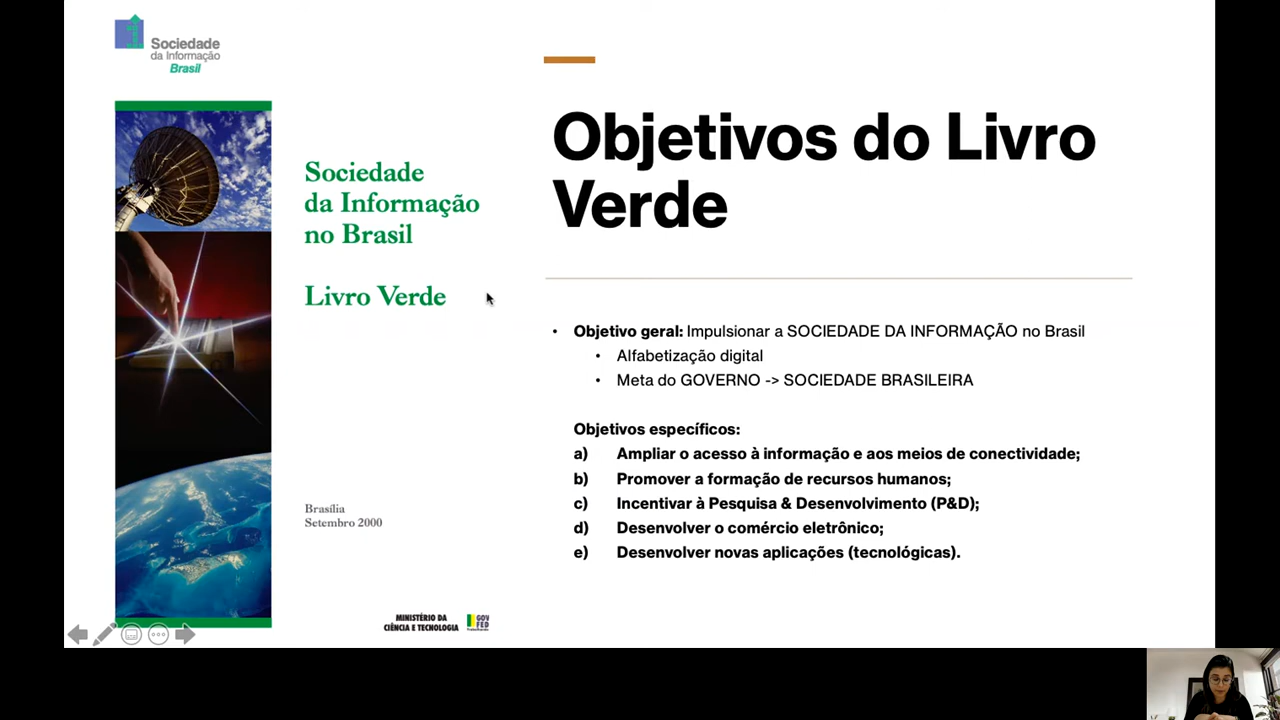 Sociedade
da Informação
Brasil
Sociedade
da Informação
no Brasil
Livro Verde
Brasília
Setembro 2000
MINISTÉRIO DA
CIÊNCIA E TECNOLOGIA
GOV
FED
Objetivos do Livro
Verde
• Objetivo geral: Impulsionar a SOCIEDADE DA INFORMAÇÃO no Brasil
• Alfabetização digital
• Meta do GOVERNO -> SOCIEDADE BRASILEIRA
Objetivos específicos:
a) Ampliar o acesso à informação e aos meios de conectividade;
b) Promover a formação de recursos humanos;
c) Incentivar à Pesquisa & Desenvolvimento (P&D);
d) Desenvolver o comércio eletrônico;
e) Desenvolver novas aplicações (tecnológicas).